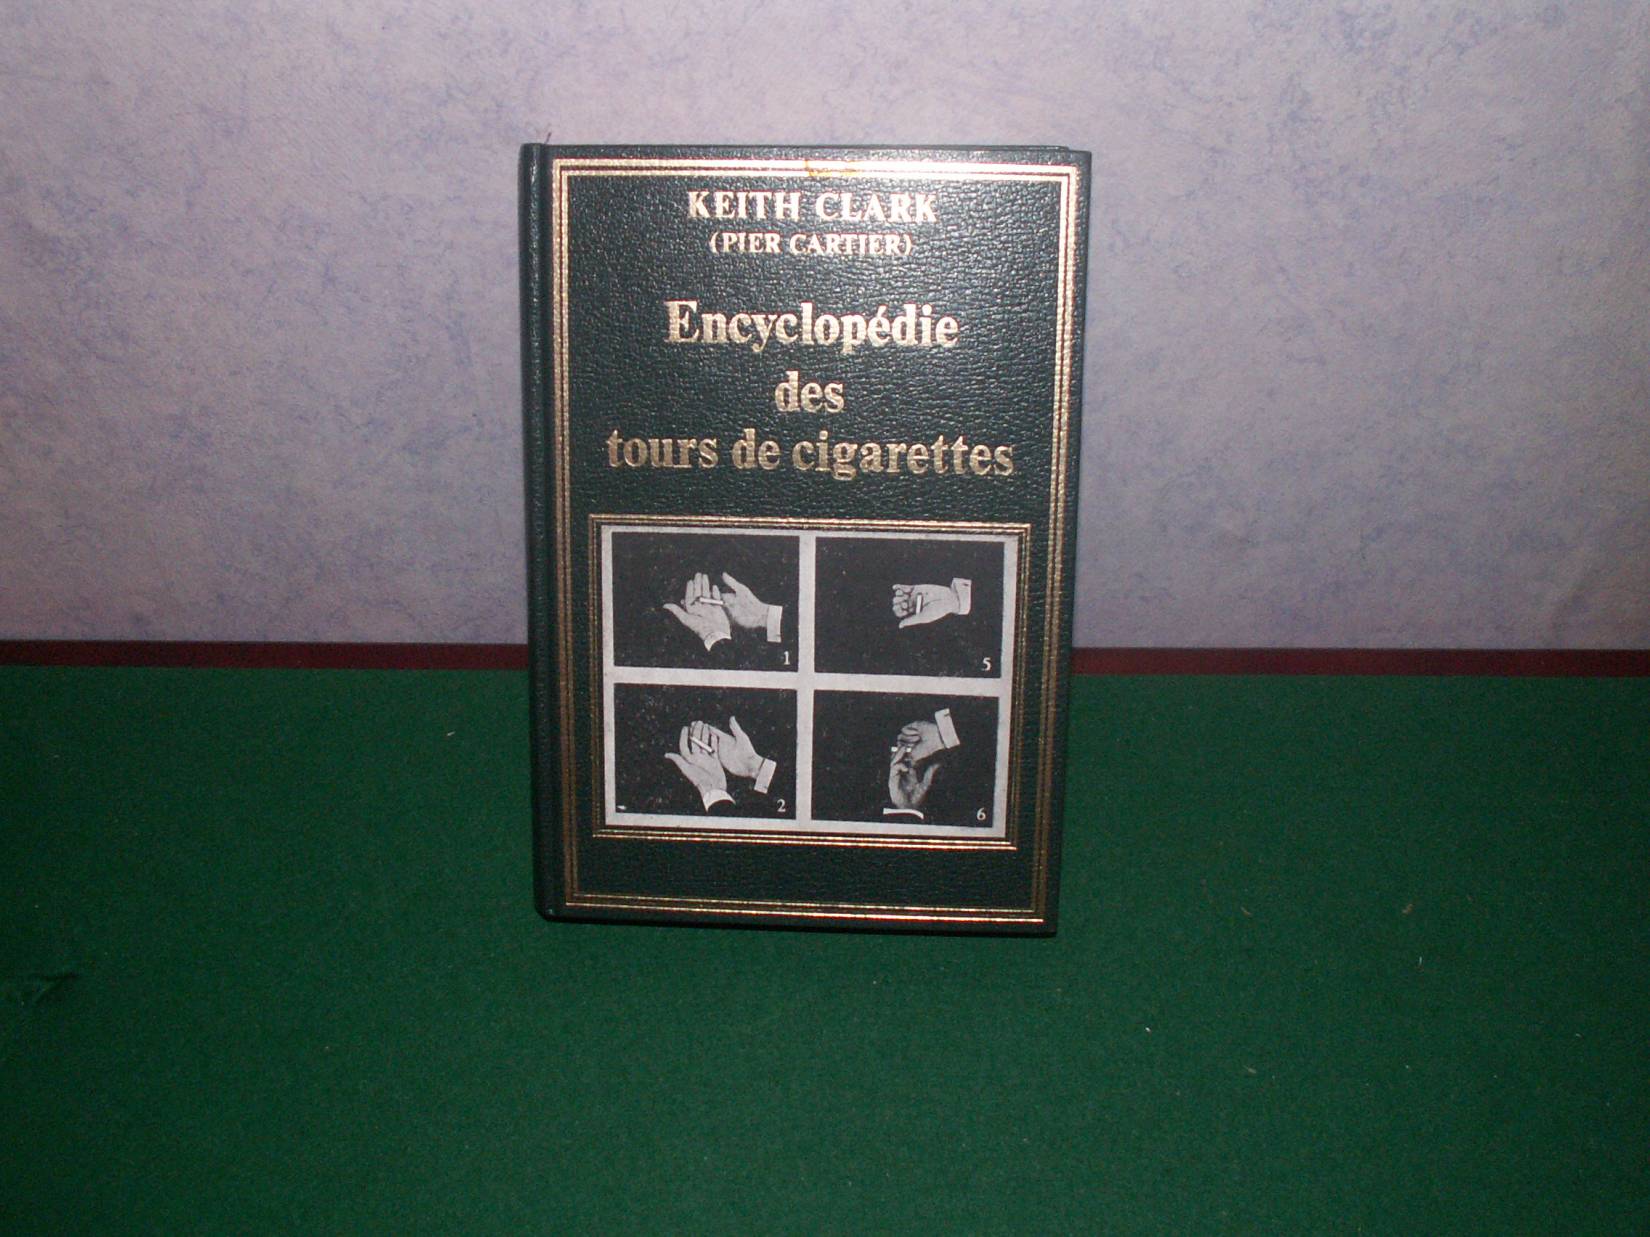 KEITH CLARK
(PIER CARTIER)
Encyclopédie
des
tours de cigarettes
1
5
2
6